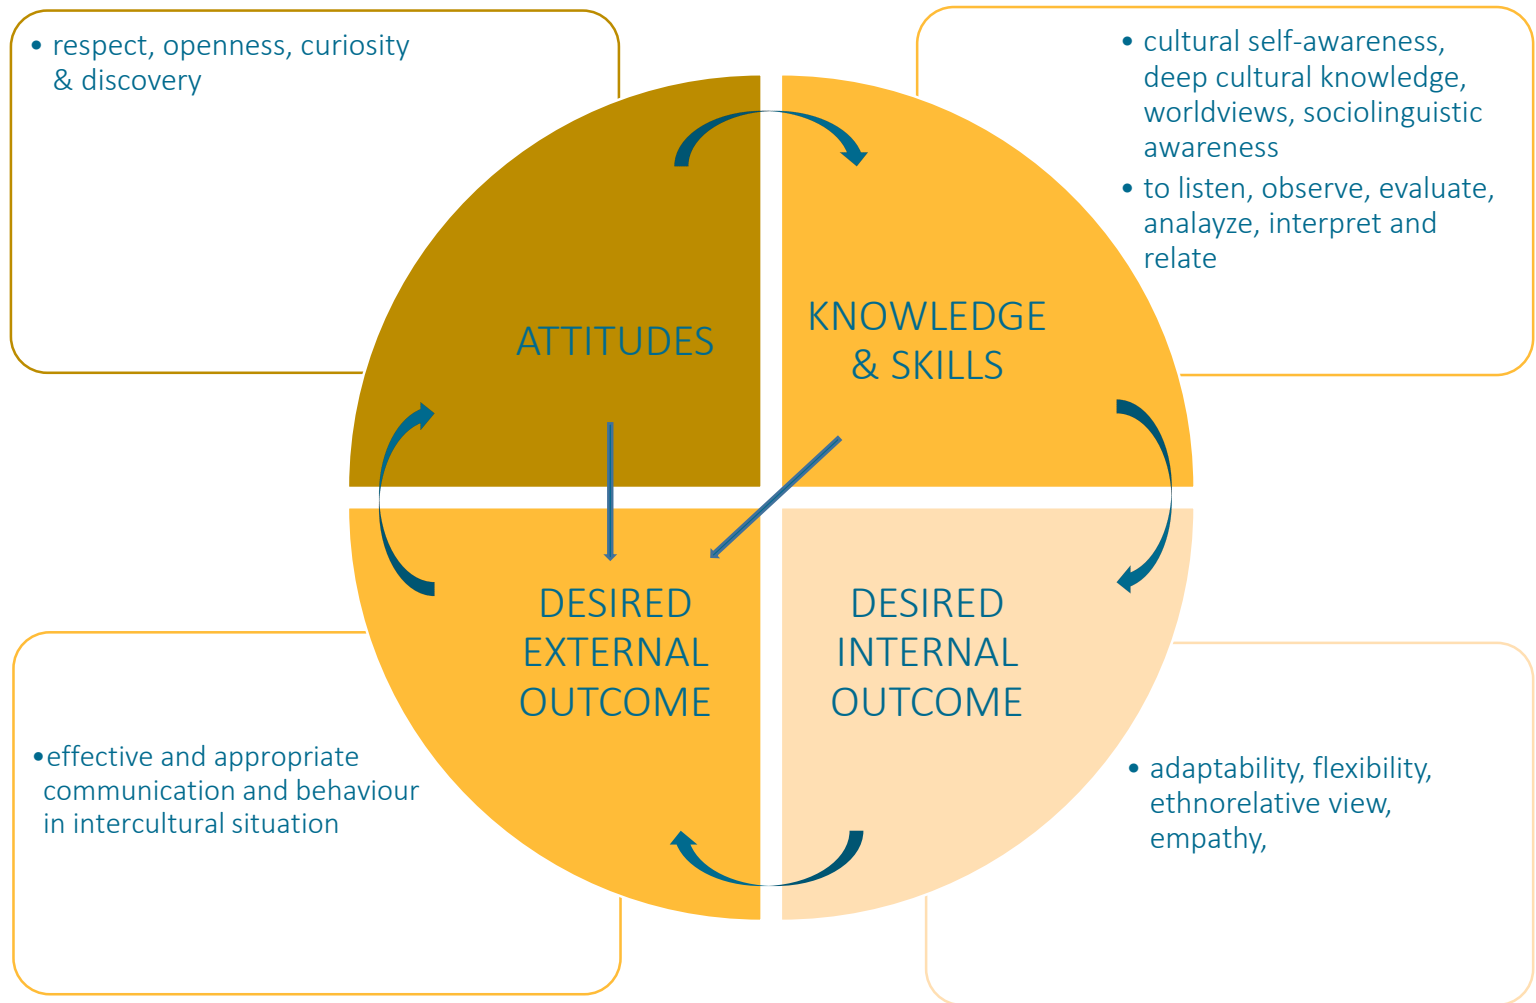 • respect, openness, curiosity
& discovery
• cultural self-awareness,
deep cultural knowledge,
worldviews, sociolinguistic
awareness
• to listen, observe, evaluate,
analayze, interpret and
relate
ATTITUDES
KNOWLEDGE
& SKILLS
DESIRED
EXTERNAL
OUTCOME
DESIRED
INTERNAL
OUTCOME
•effective and appropriate
communication and behaviour
in intercultural situation
• adaptability, flexibility,
ethnorelative view,
empathy,